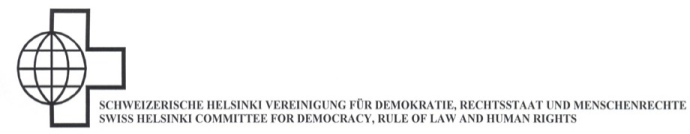 SCHWEIZERISCHE HELSINKI VEREINIGUNG FÜR DEMOKRATIE, RECHTSSTAAT UND MENSCHENRECHTE
SWISS HELSINKI COMMITTEE FOR DEMOCRACY, RULE OF LAW AND HUMAN RIGHTS